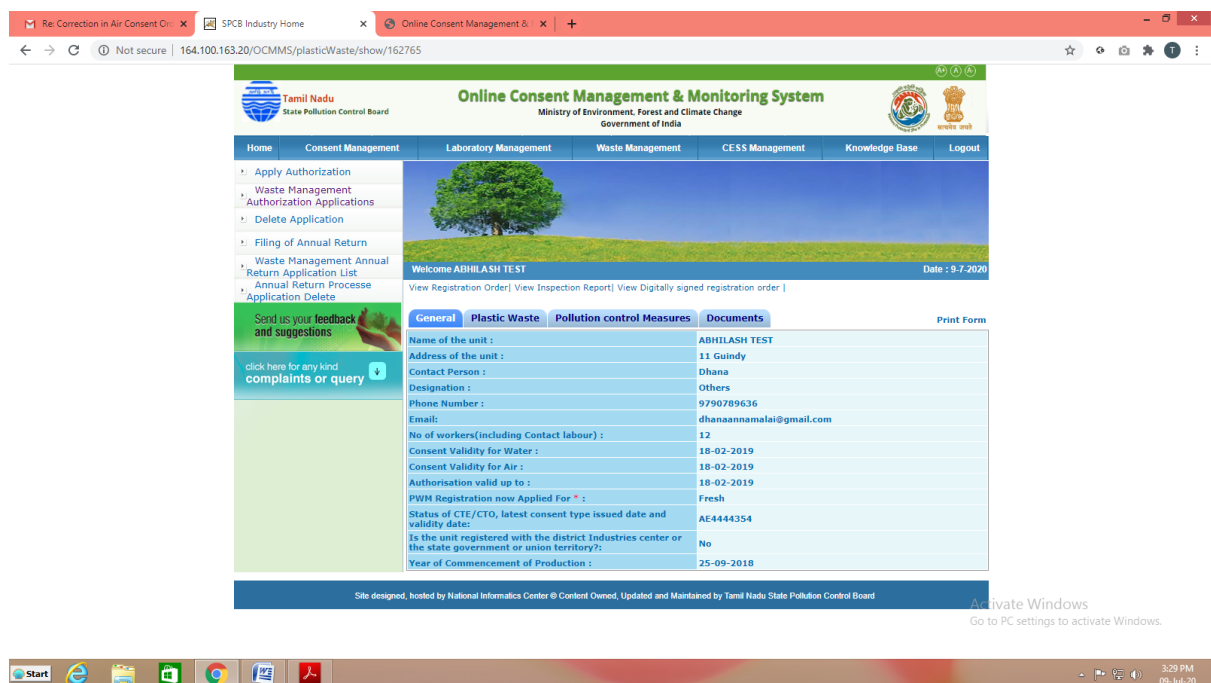 Re: Correction in Air Consent Ord
SPCB Industry Home
Online Consent Management & M
Not secure | 164.100.163.20/OCMMS/plasticWaste/show/162765
T
A+ A A-
Tamil Nadu
State Pollution Control Board
Online Consent Management & Monitoring System
Ministry of Environment, Forest and Climate Change
Government of India
सत्यमेव जयते
Home Consent Management Laboratory Management Waste Management CESS Management Knowledge Base Logout
Apply Authorization
Waste Management
Authorization Applications
Delete Application
Filing of Annual Return
Waste Management Annual
Return Application List
Annual Return Processe
Application Delete
Send us your feedback
and suggestions
click here for any kind
complaints or query
Welcome ABHILASH TEST Date : 9-7-2020
View Registration Order| View Inspection Report| View Digitally signed registration order |
General Plastic Waste Pollution control Measures Documents Print Form
Name of the unit : ABHILASH TEST
Address of the unit : 11 Guindy
Contact Person : Dhana
Designation : Others
Phone Number : 9790789636
Email: dhanaannamalai@gmail.com
No of workers(including Contact labour) : 12
Consent Validity for Water : 18-02-2019
Consent Validity for Air : 18-02-2019
Authorisation valid up to : 18-02-2019
PWM Registration now Applied For * : Fresh
Status of CTE/CTO, latest consent type issued date and
validity date: AE4444354
Is the unit registered with the district Industries center or
the state government or union territory?: No
Year of Commencement of Production : 25-09-2018
Site designed, hosted by National Informatics Center © Content Owned, Updated and Maintained by Tamil Nadu State Pollution Control Board
Activate Windows
Go to PC settings to activate Windows.
Start
3:29 PM
09-Jul-20